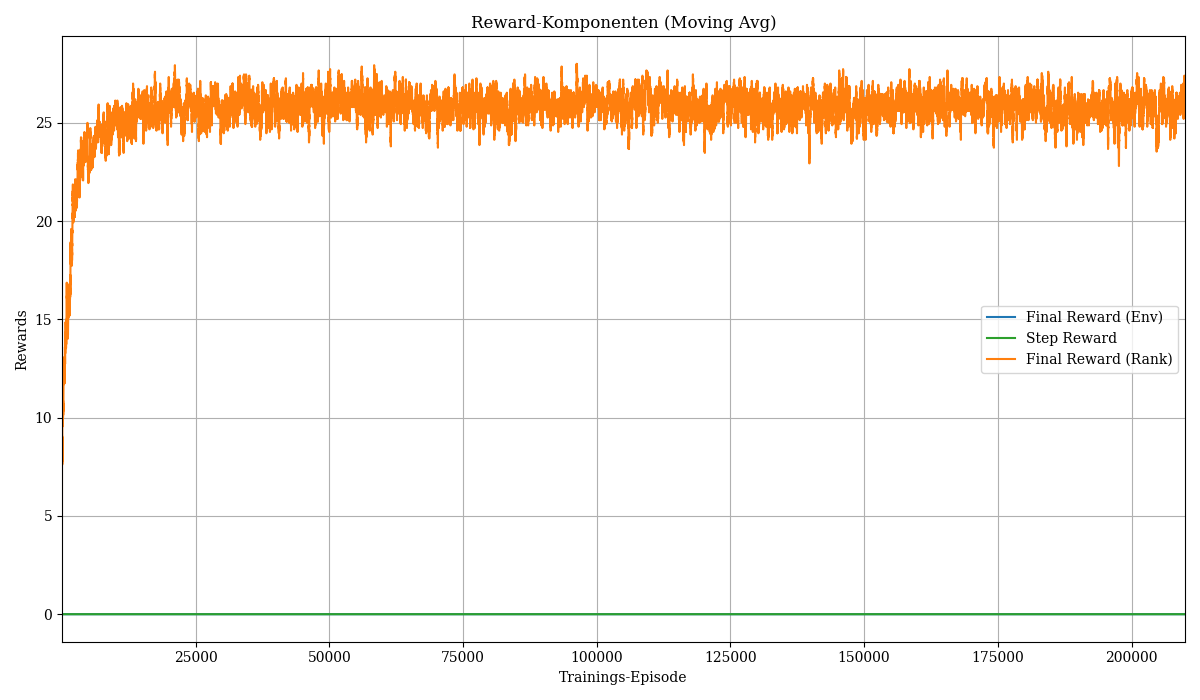 Reward-Komponenten (Moving Avg)
Rewards
25
20
15
10
5
0
Final Reward (Env)
Step Reward
Final Reward (Rank)
25000 50000 75000 100000 125000 150000 175000 200000
Trainings-Episode